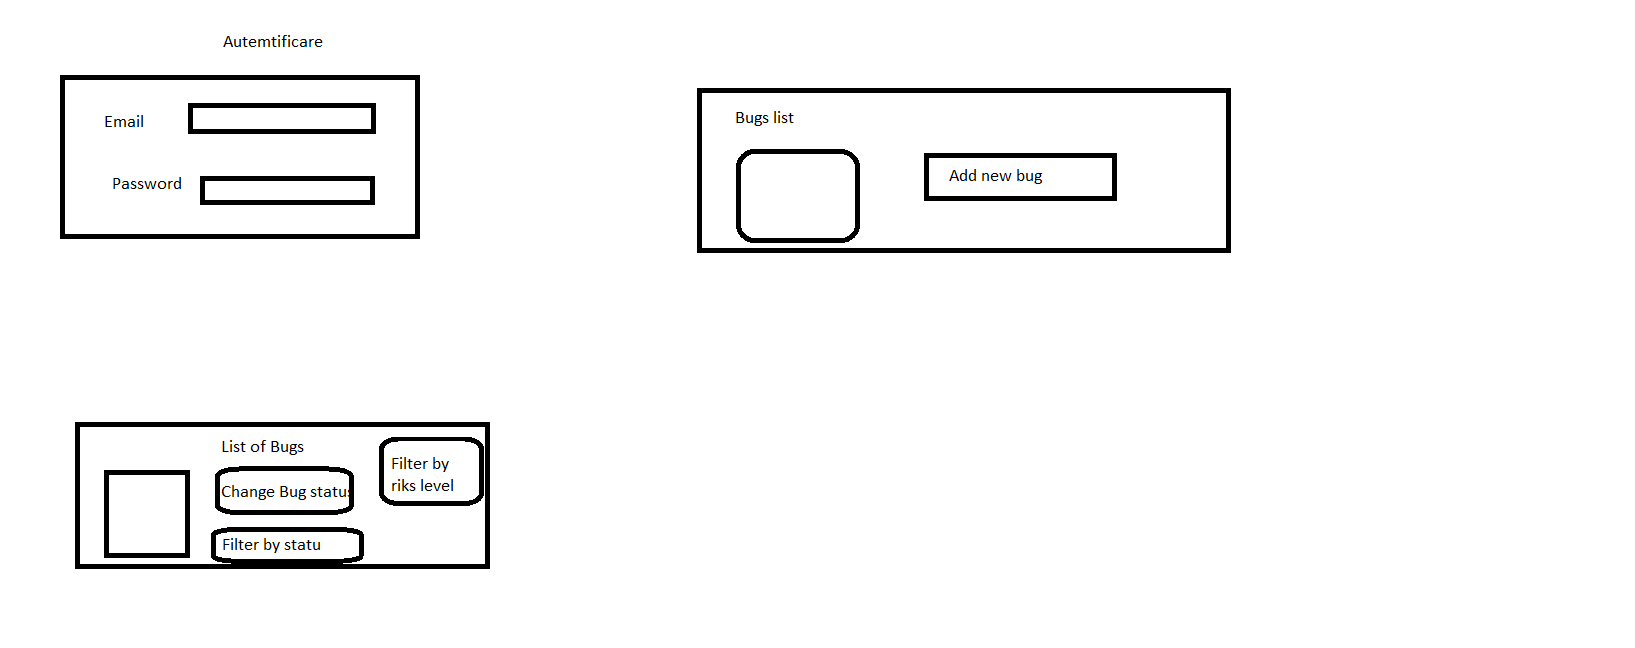 Autemtificare
Email
Password
Bugs list
Add new bug
List of Bugs
Change Bug status
Filter by statu
Filter by
riks level